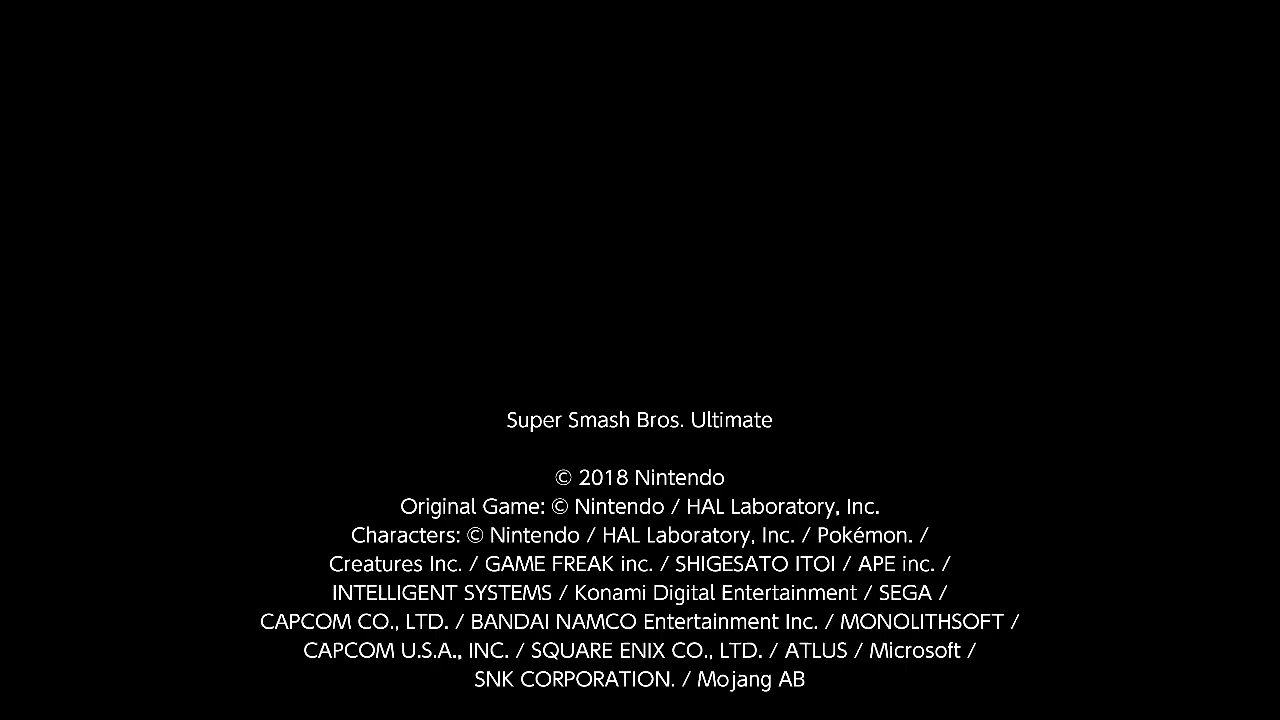 Super Smash Bros. Ultimate
© 2018 Nintendo
Original Game: © Nintendo / HAL Laboratory, Inc.
Characters: © Nintendo / HAL Laboratory, Inc. / Pokémon. /
Creatures Inc. / GAME FREAK inc. / SHIGESATO ITOI / APE inc. /
INTELLIGENT SYSTEMS / Konami Digital Entertainment / SEGA /
CAPCOM CO., LTD. / BANDAI NAMCO Entertainment Inc. / MONOLITHSOFT /
CAPCOM U.S.A., INC. / SQUARE ENIX CO., LTD. / ATLUS / Microsoft /
SNK CORPORATION. / Mojang AB